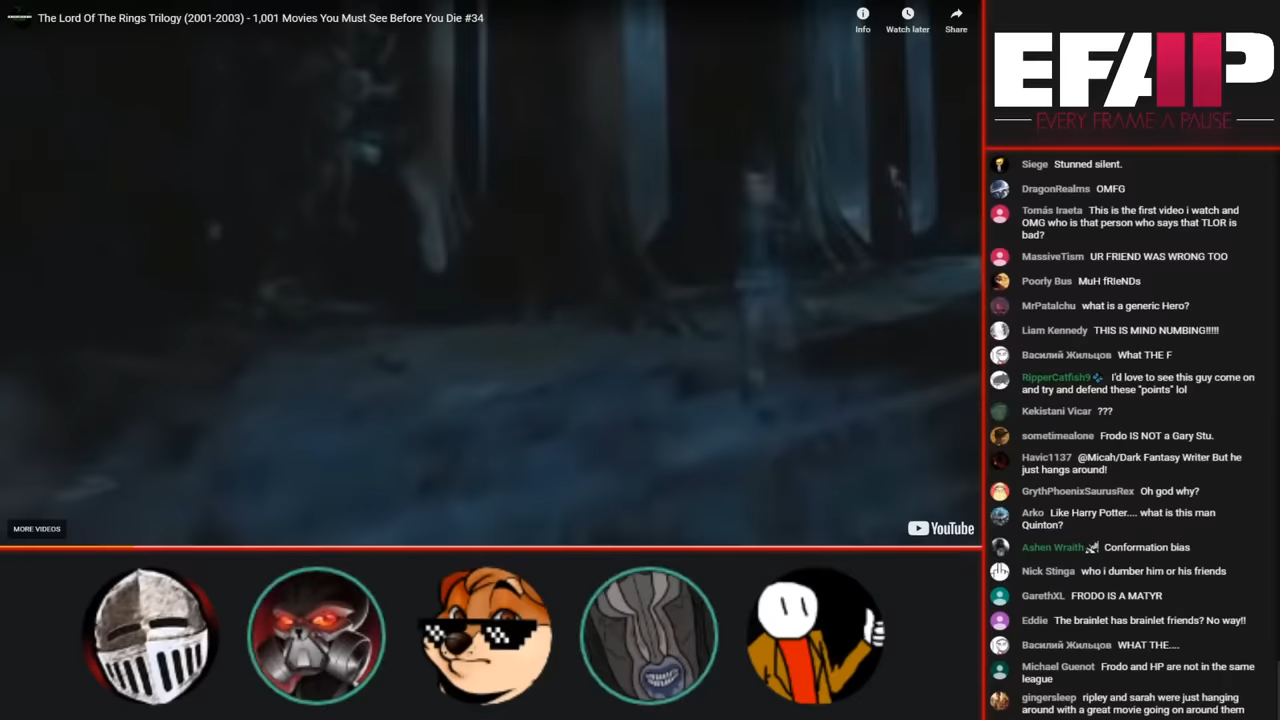 The Lord Of The Rings Trilogy (2001-2003) - 1,001 Movies You Must See Before You Die #34
Info
Watch later
Share
MORE VIDEOS
YouTube
EFAP
EVERY FRAME A PAUSE
Siege Stunned silent.
DragonRealms OMFG
Tomás Iraeta This is the first video i watch and
OMG who is that person who says that TLOR is
bad?
MassiveTism UR FRIEND WAS WRONG TOO
Poorly Bus MuH fRIeNDs
MrPatalchu what is a generic Hero?
Liam Kennedy THIS IS MIND NUMBING!!!!!
Василий Жильцов What THE F
RipperCatfish9 I'd love to see this guy come on
and try and defend these "points" lol
Kekistani Vicar ???
sometimealone Frodo IS NOT a Gary Stu.
Havic1137 @Micah/Dark Fantasy Writer But he
just hangs around!
GrythPhoenixSaurusRex Oh god why?
Arko Like Harry Potter.... what is this man
Quinton?
Ashen Wraith Conformation bias
Nick Stinga who i dumber him or his friends
GarethXL FRODO IS A MATYR
Eddie The brainlet has brainlet friends? No way!!
Василий Жильцов WHAT THE....
Michael Guenot Frodo and HP are not in the same
league
gingersleep ripley and sarah were just hanging
around with a great movie going on around them